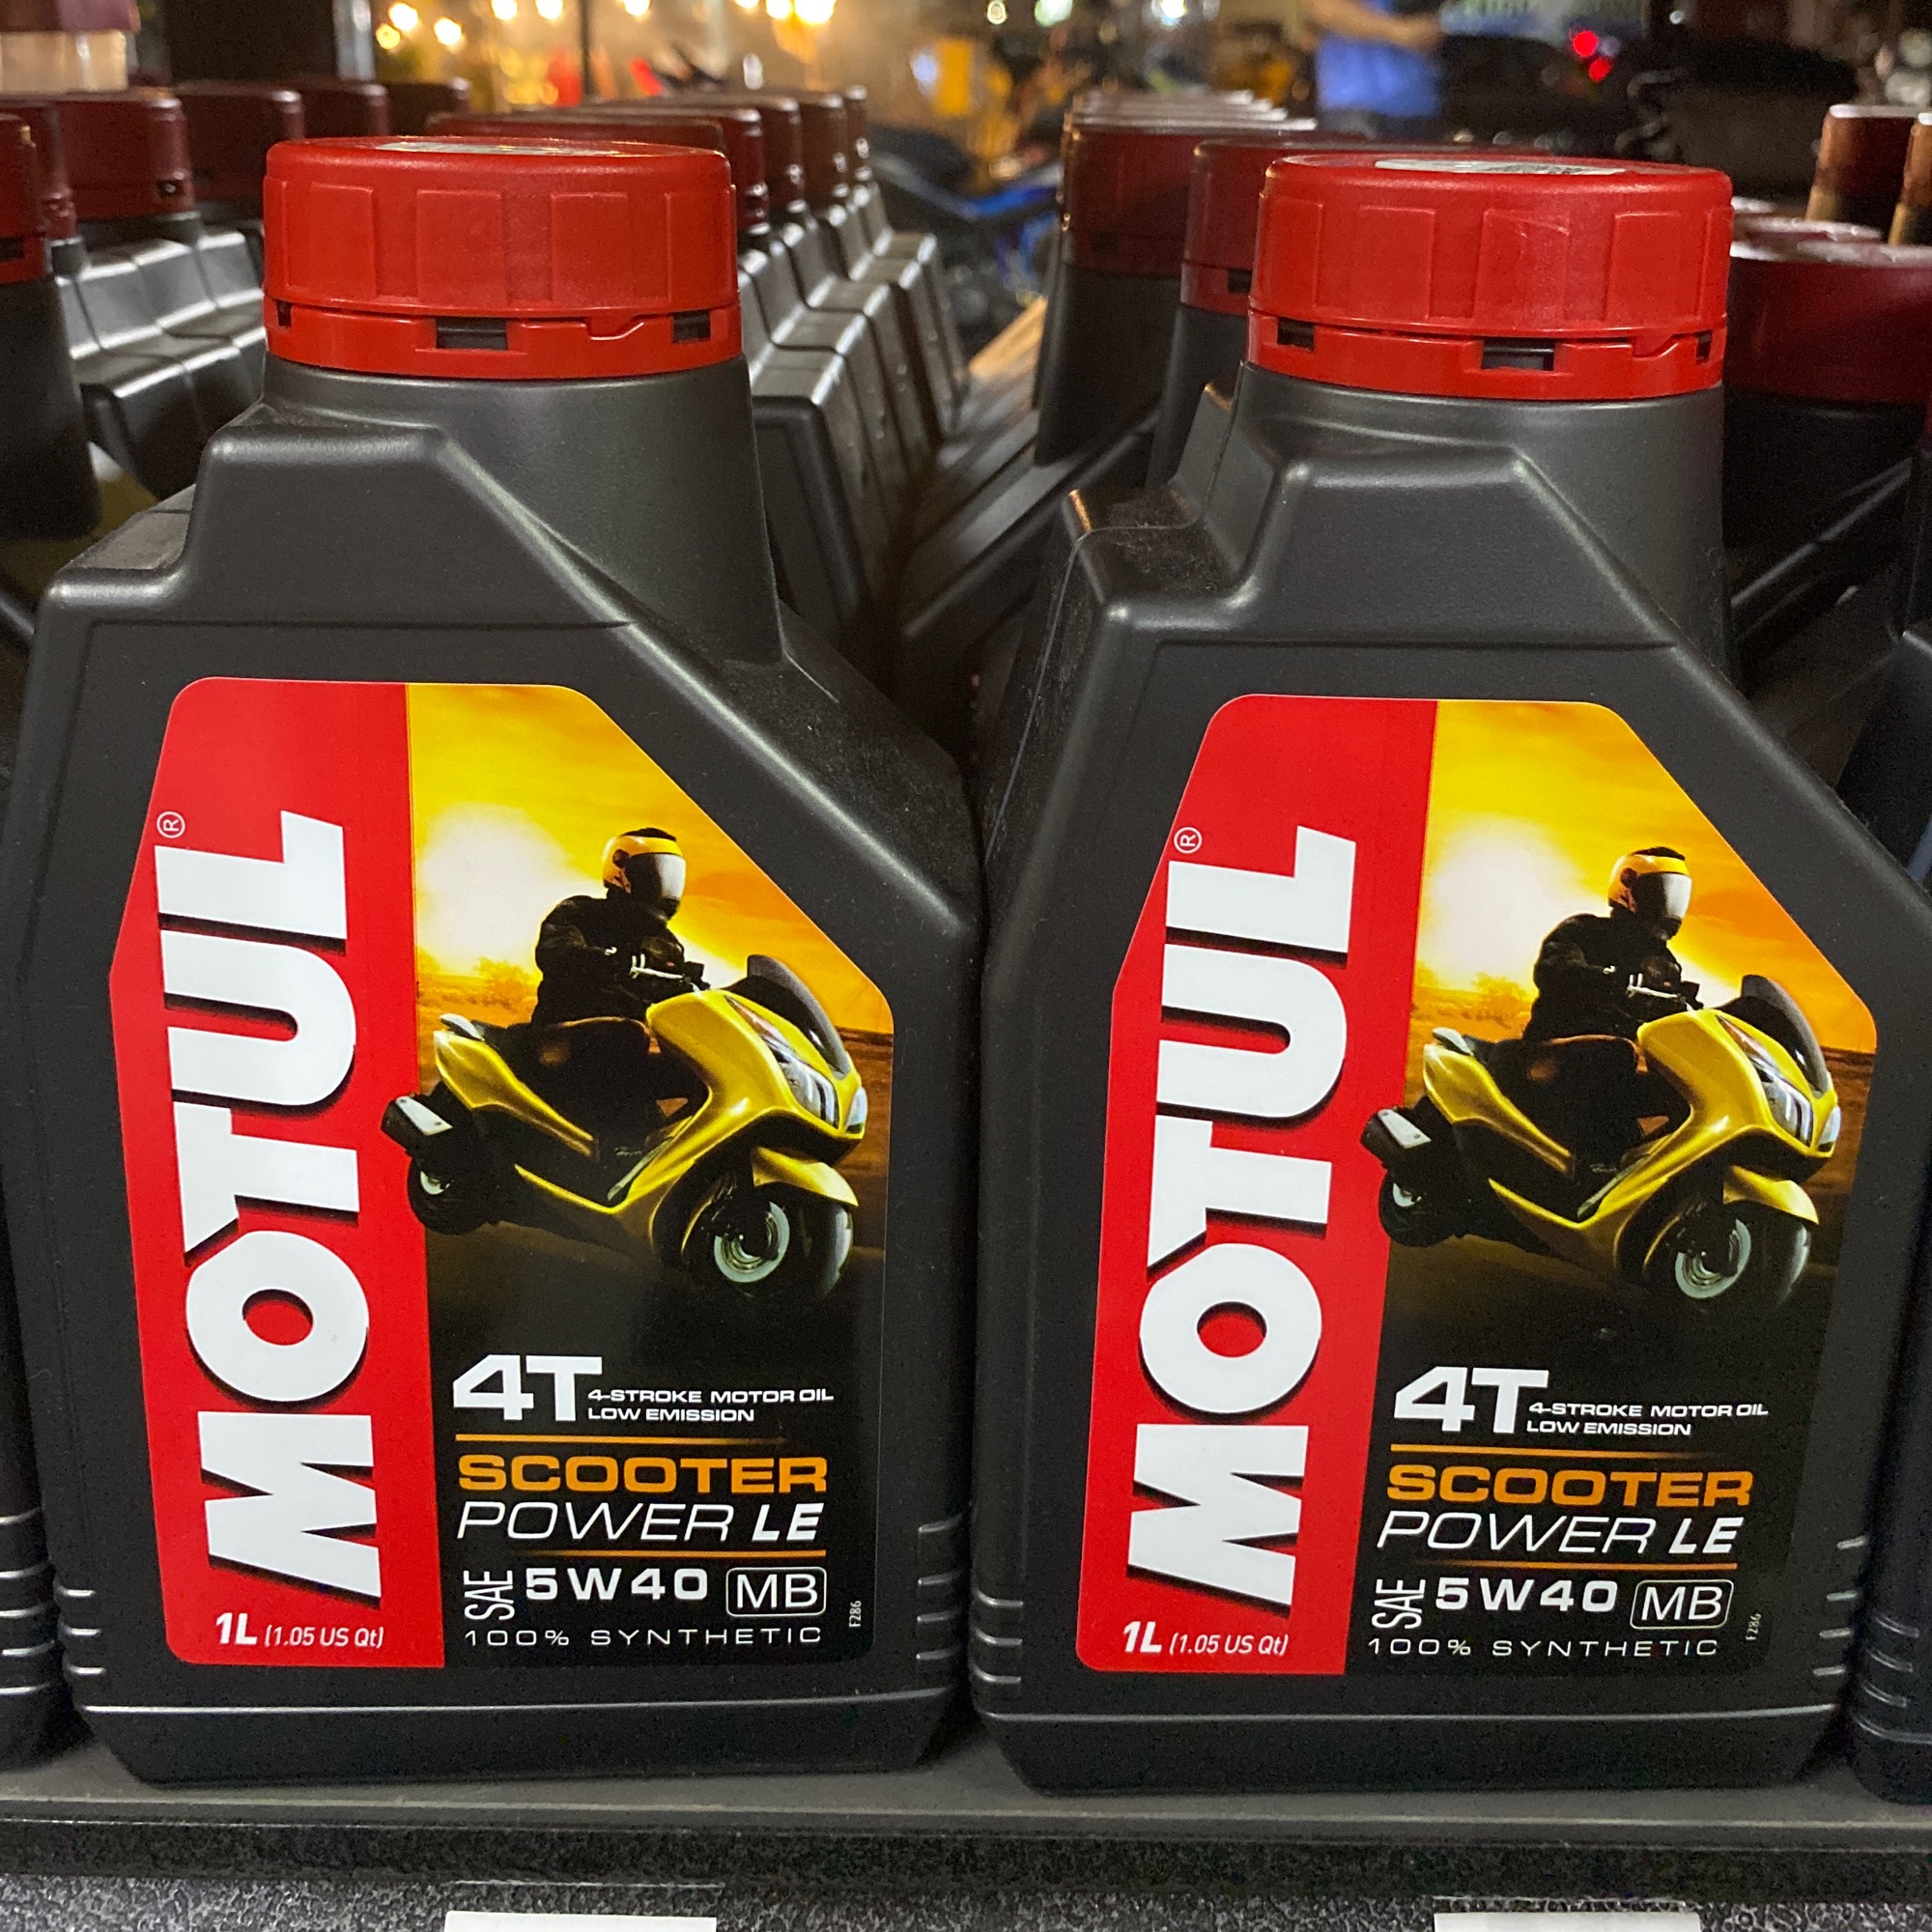 MOTUL®
4T 4-STROKE MOTOR OIL
LOW EMISSION
SCOOTER
POWER LE
SAE 5W40 MB
100% SYNTHETIC
1L (1.05 US Qt)
F286
MOTUL®
4T 4-STROKE MOTOR OIL
LOW EMISSION
SCOOTER
POWER LE
SAE 5W40 MB
100% SYNTHETIC
1L (1.05 US Qt)
F286